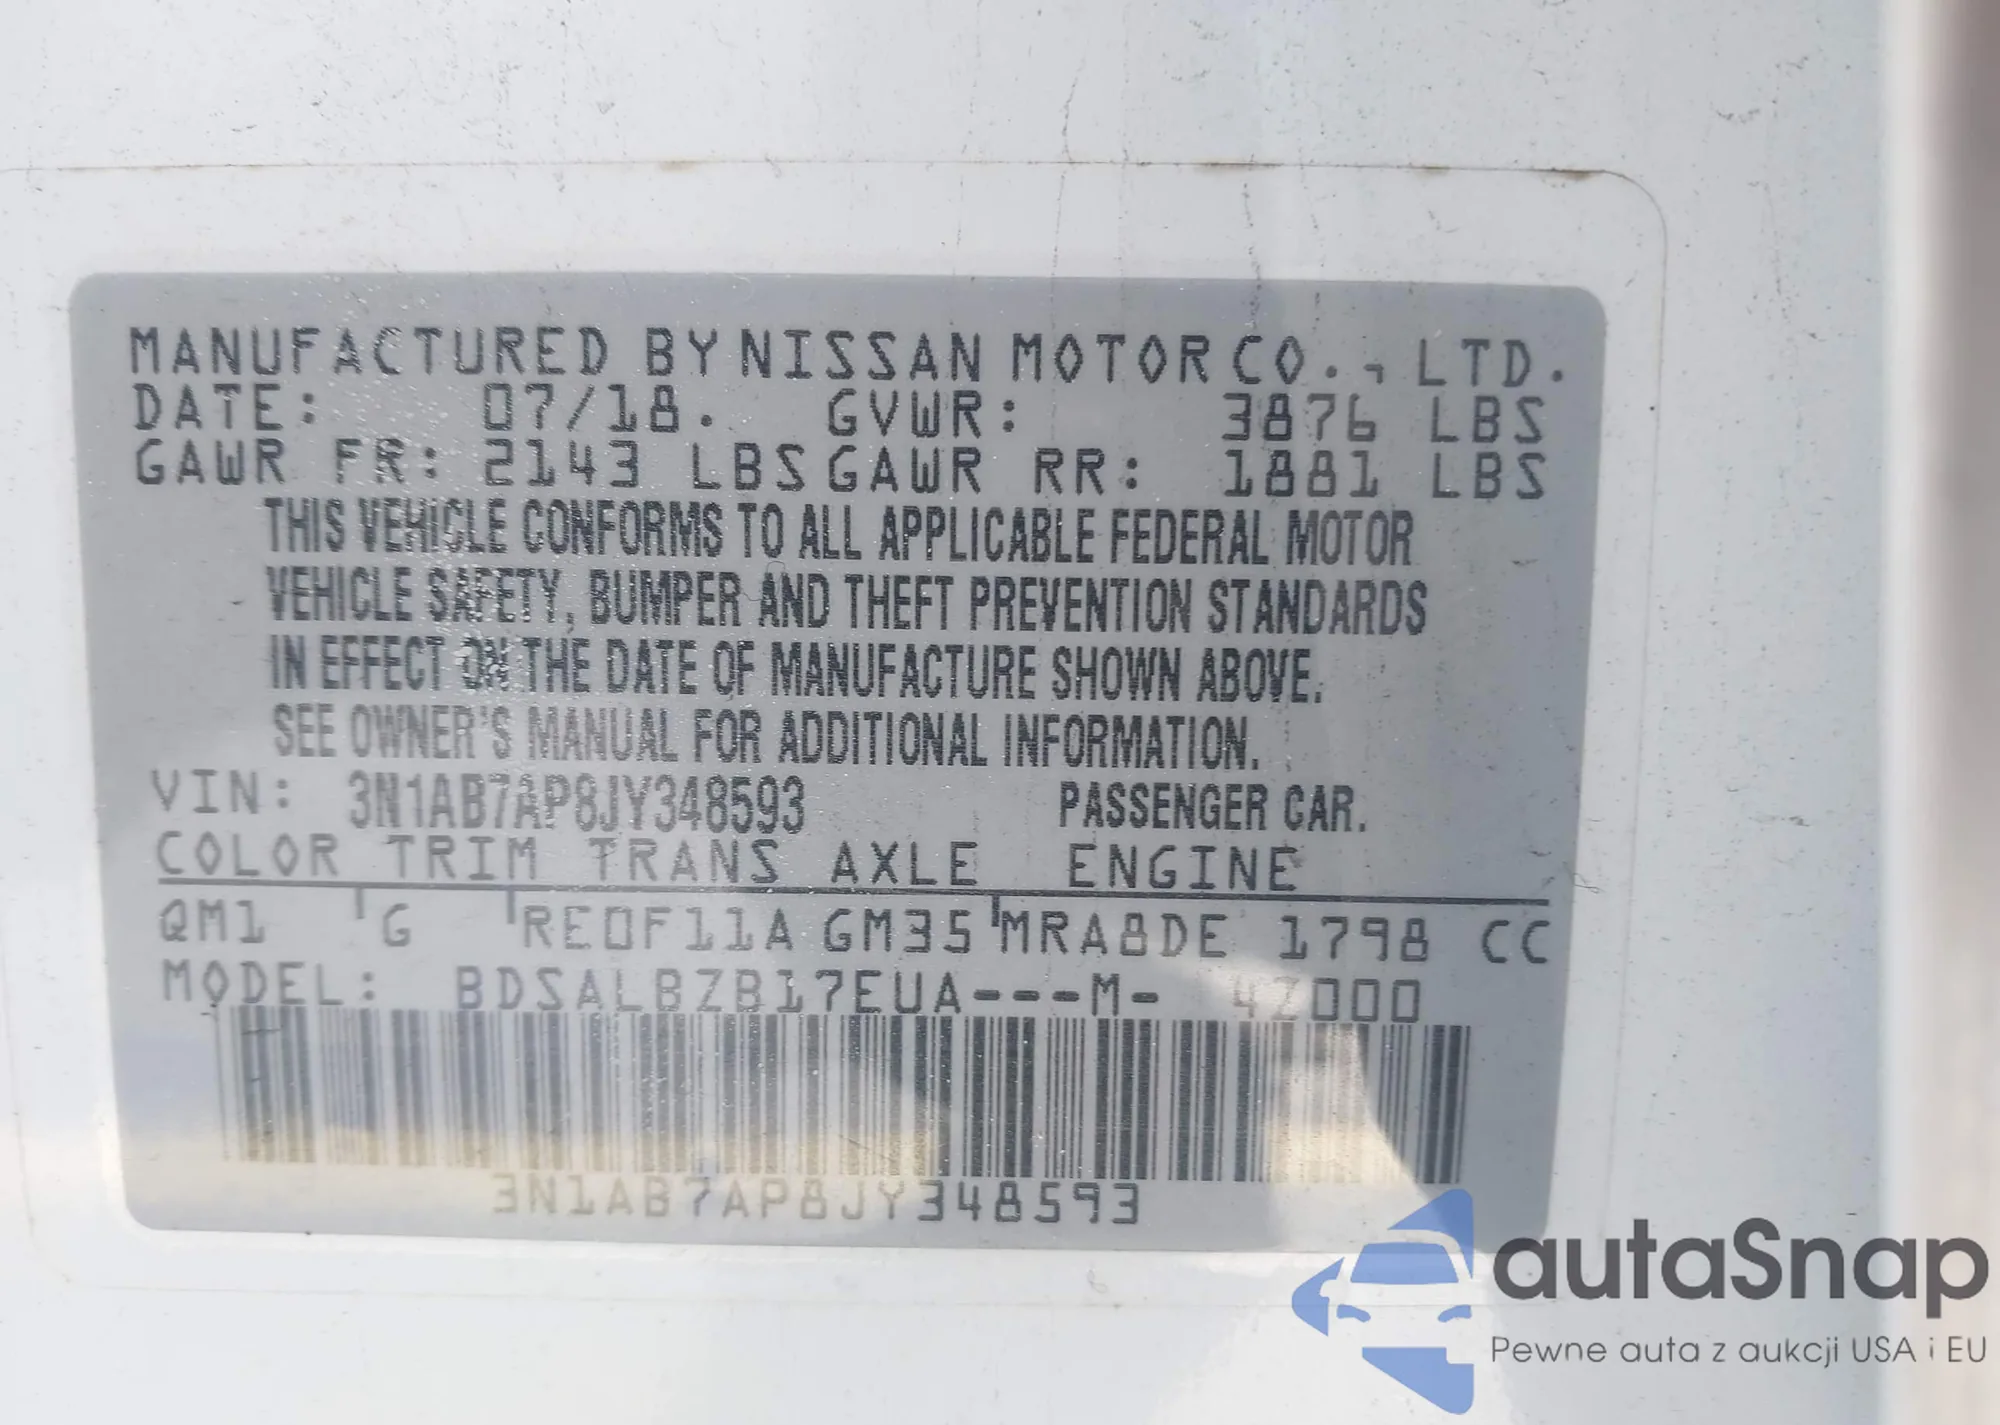 MANUFACTURED BY NISSAN MOTOR CO., LTD.
DATE: 07/18. GVWR: 3876 LBS
GAWR FR: 2143 LBS GAWR RR: 1881 LBS
THIS VEHICLE CONFORMS TO ALL APPLICABLE FEDERAL MOTOR
VEHICLE SAFETY, BUMPER AND THEFT PREVENTION STANDARDS
IN EFFECT ON THE DATE OF MANUFACTURE SHOWN ABOVE.
SEE OWNER'S MANUAL FOR ADDITIONAL INFORMATION.
VIN: 3N1AB7AP8JY348593 PASSENGER CAR.
COLOR TRIM TRANS AXLE ENGINE
QM1 G RE0F11A GM35 MRA8DE 1798 CC
MODEL: BDSALBZB17EUA---M- 42000
3N1AB7AP8JY348593
autaSnap
Pewne auta z aukcji USA i EU